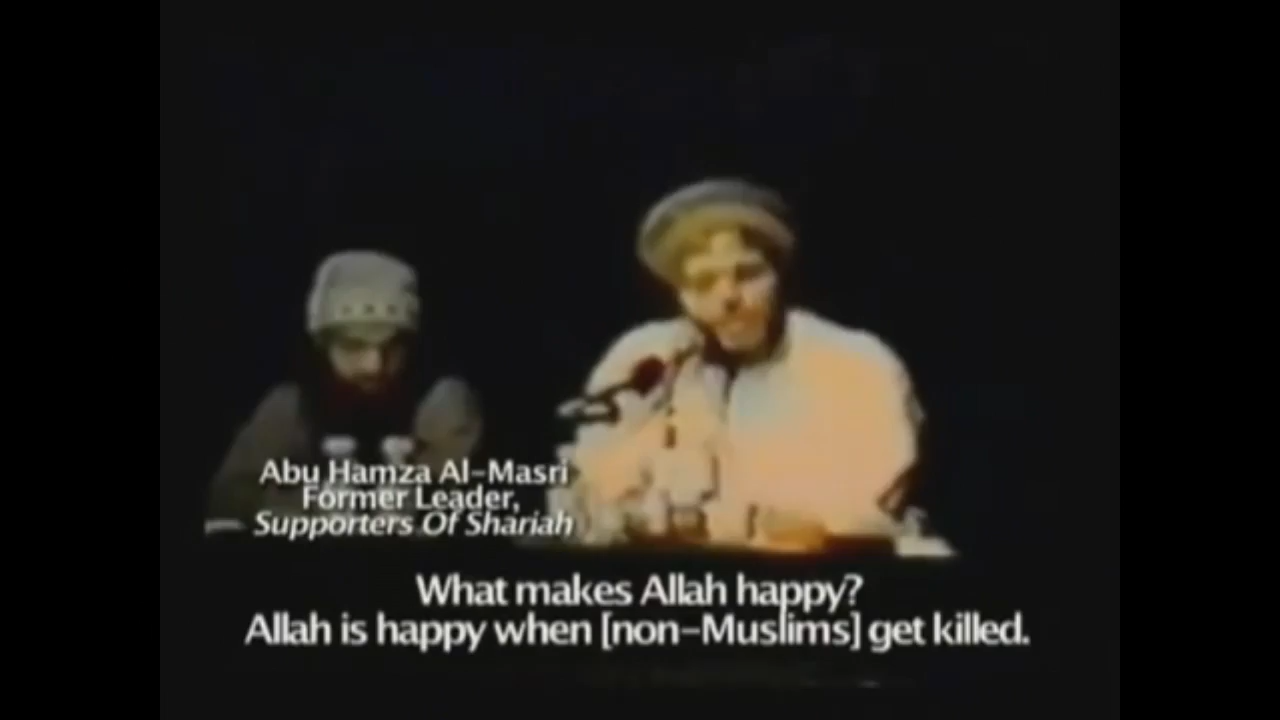 Abu Hamza Al-Masri
Former Leader,
Supporters Of Shariah
What makes Allah happy?
Allah is happy when [non-Muslims] get killed.